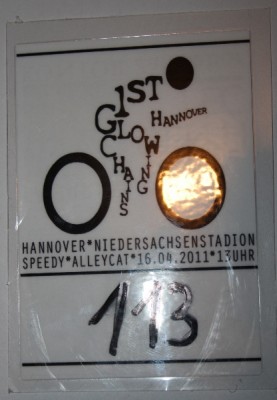 1ST
HANNOVER
GLOWING
CHAINS
HANNOVER*NIEDERSACHSENSTADION
SPEEDY*ALLEYCAT*16.04.2011*13UHR
113